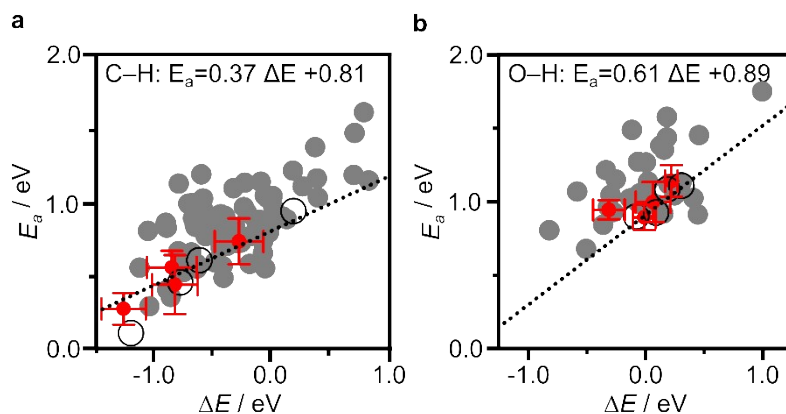 a
C–H: Eₐ=0.37 ΔE +0.81
2.0
1.0
0.0
Eₐ / eV
-1.0
0.0
1.0
ΔE / eV
b
O–H: Eₐ=0.61 ΔE +0.89
2.0
1.0
0.0
Eₐ / eV
-1.0
0.0
1.0
ΔE / eV